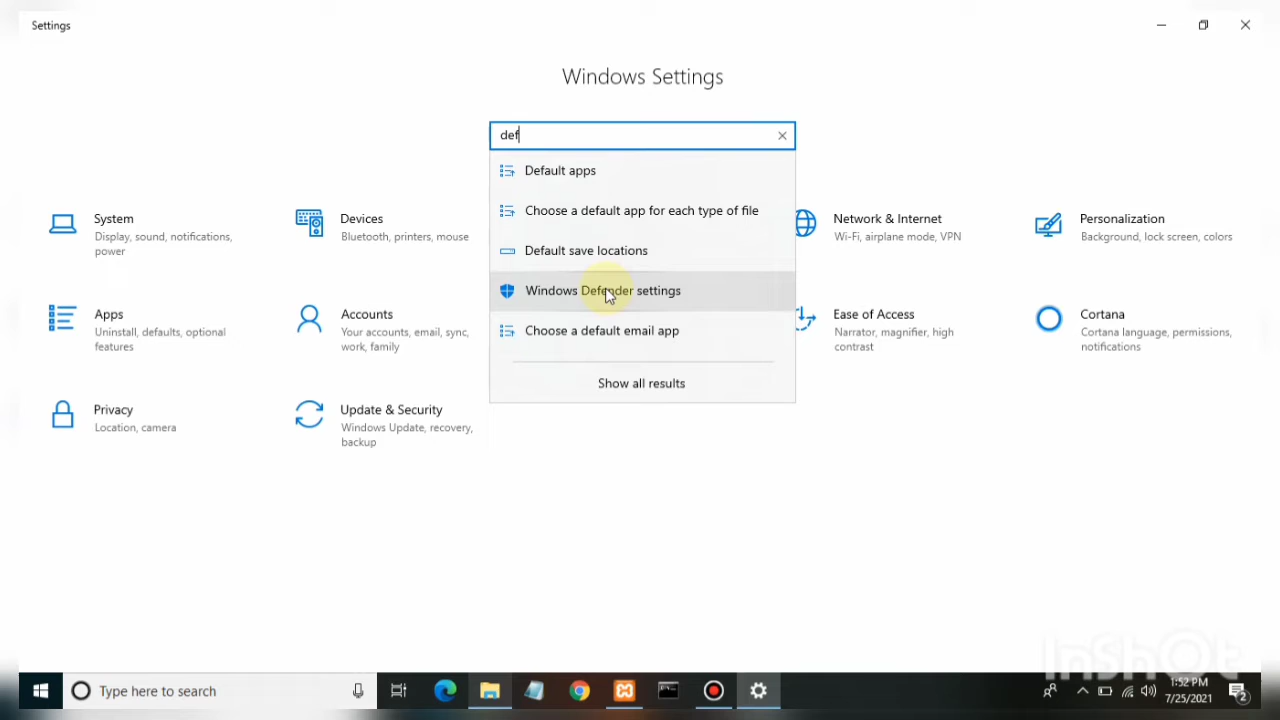 Settings
Windows Settings
def
Default apps
Choose a default app for each type of file
Default save locations
Windows Defender settings
Choose a default email app
Show all results
System
Display, sound, notifications,
power
Devices
Bluetooth, printers, mouse
Network & Internet
Wi-Fi, airplane mode, VPN
Personalization
Background, lock screen, colors
Apps
Uninstall, defaults, optional
features
Accounts
Your accounts, email, sync,
work, family
Ease of Access
Narrator, magnifier, high
contrast
Cortana
Cortana language, permissions,
notifications
Privacy
Location, camera
Update & Security
Windows Update, recovery,
backup
InShOt
Type here to search
1:52 PM
7/25/2021
2